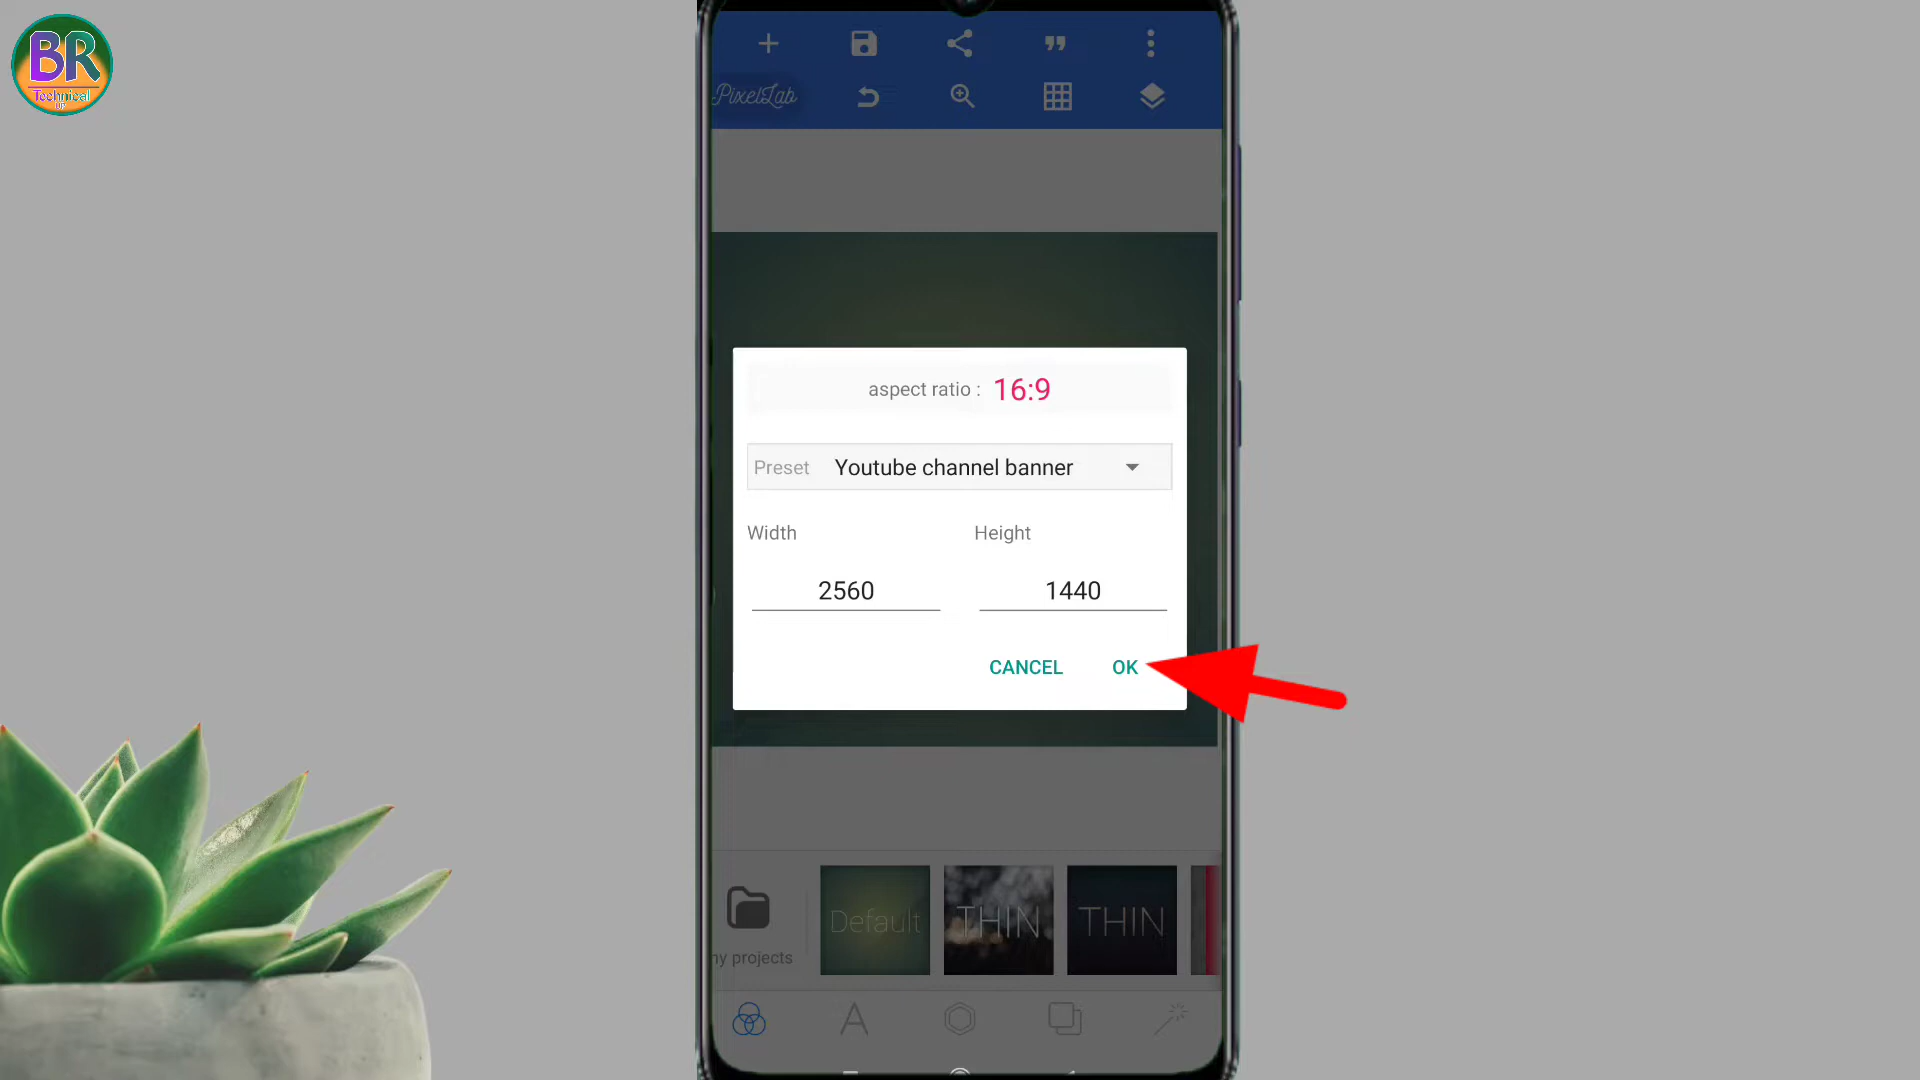 BR
Technical
PixelLab
aspect ratio : 16:9
Preset Youtube channel banner
Width Height
2560 1440
CANCEL OK
Default
THIN
THIN
my projects
A